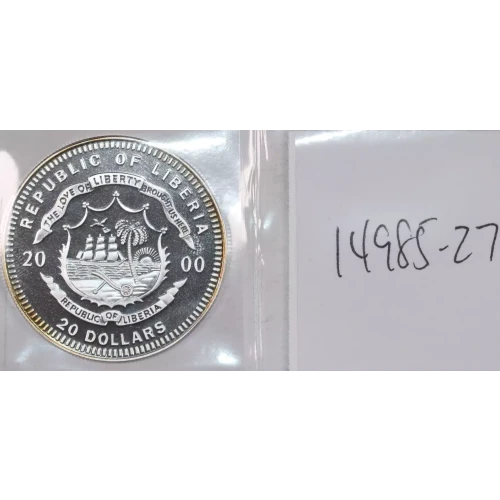 REPUBLIC OF LIBERIA
THE LOVE OF LIBERTY BROUGHT US HERE
20 00
REPUBLIC OF LIBERIA
20 DOLLARS
14985-27